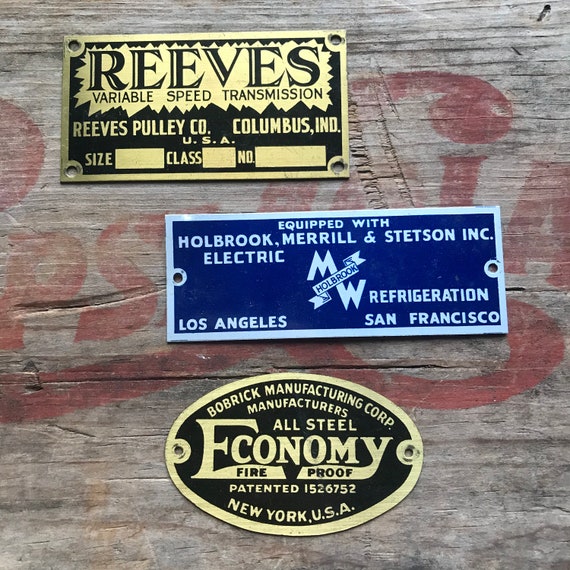 REEVES
VARIABLE SPEED TRANSMISSION
REEVES PULLEY CO. COLUMBUS, IND.
U.S.A.
SIZE CLASS NO.
EQUIPPED WITH
HOLBROOK, MERRILL & STETSON INC.
ELECTRIC
M
HOLBROOK
W REFRIGERATION
LOS ANGELES SAN FRANCISCO
BOBRICK MANUFACTURING CORP.
MANUFACTURERS
ALL STEEL
ECONOMY
FIRE PROOF
PATENTED 1526752
NEW YORK, U.S.A.